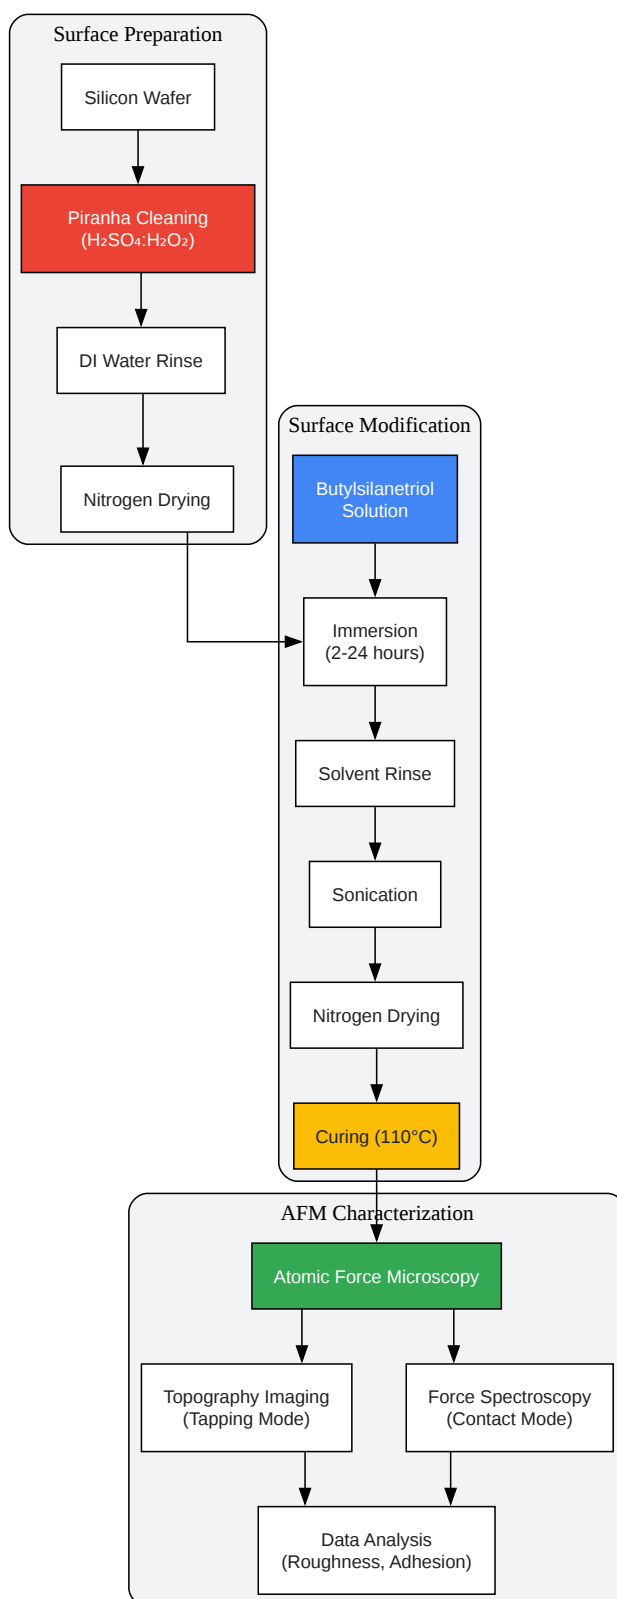 Surface Preparation
Silicon Wafer
Piranha Cleaning
(H₂SO₄:H₂O₂)
DI Water Rinse
Nitrogen Drying
Surface Modification
Butylsilanetriol
Solution
Immersion
(2-24 hours)
Solvent Rinse
Sonication
Nitrogen Drying
Curing (110°C)
AFM Characterization
Atomic Force Microscopy
Topography Imaging
(Tapping Mode)
Force Spectroscopy
(Contact Mode)
Data Analysis
(Roughness, Adhesion)